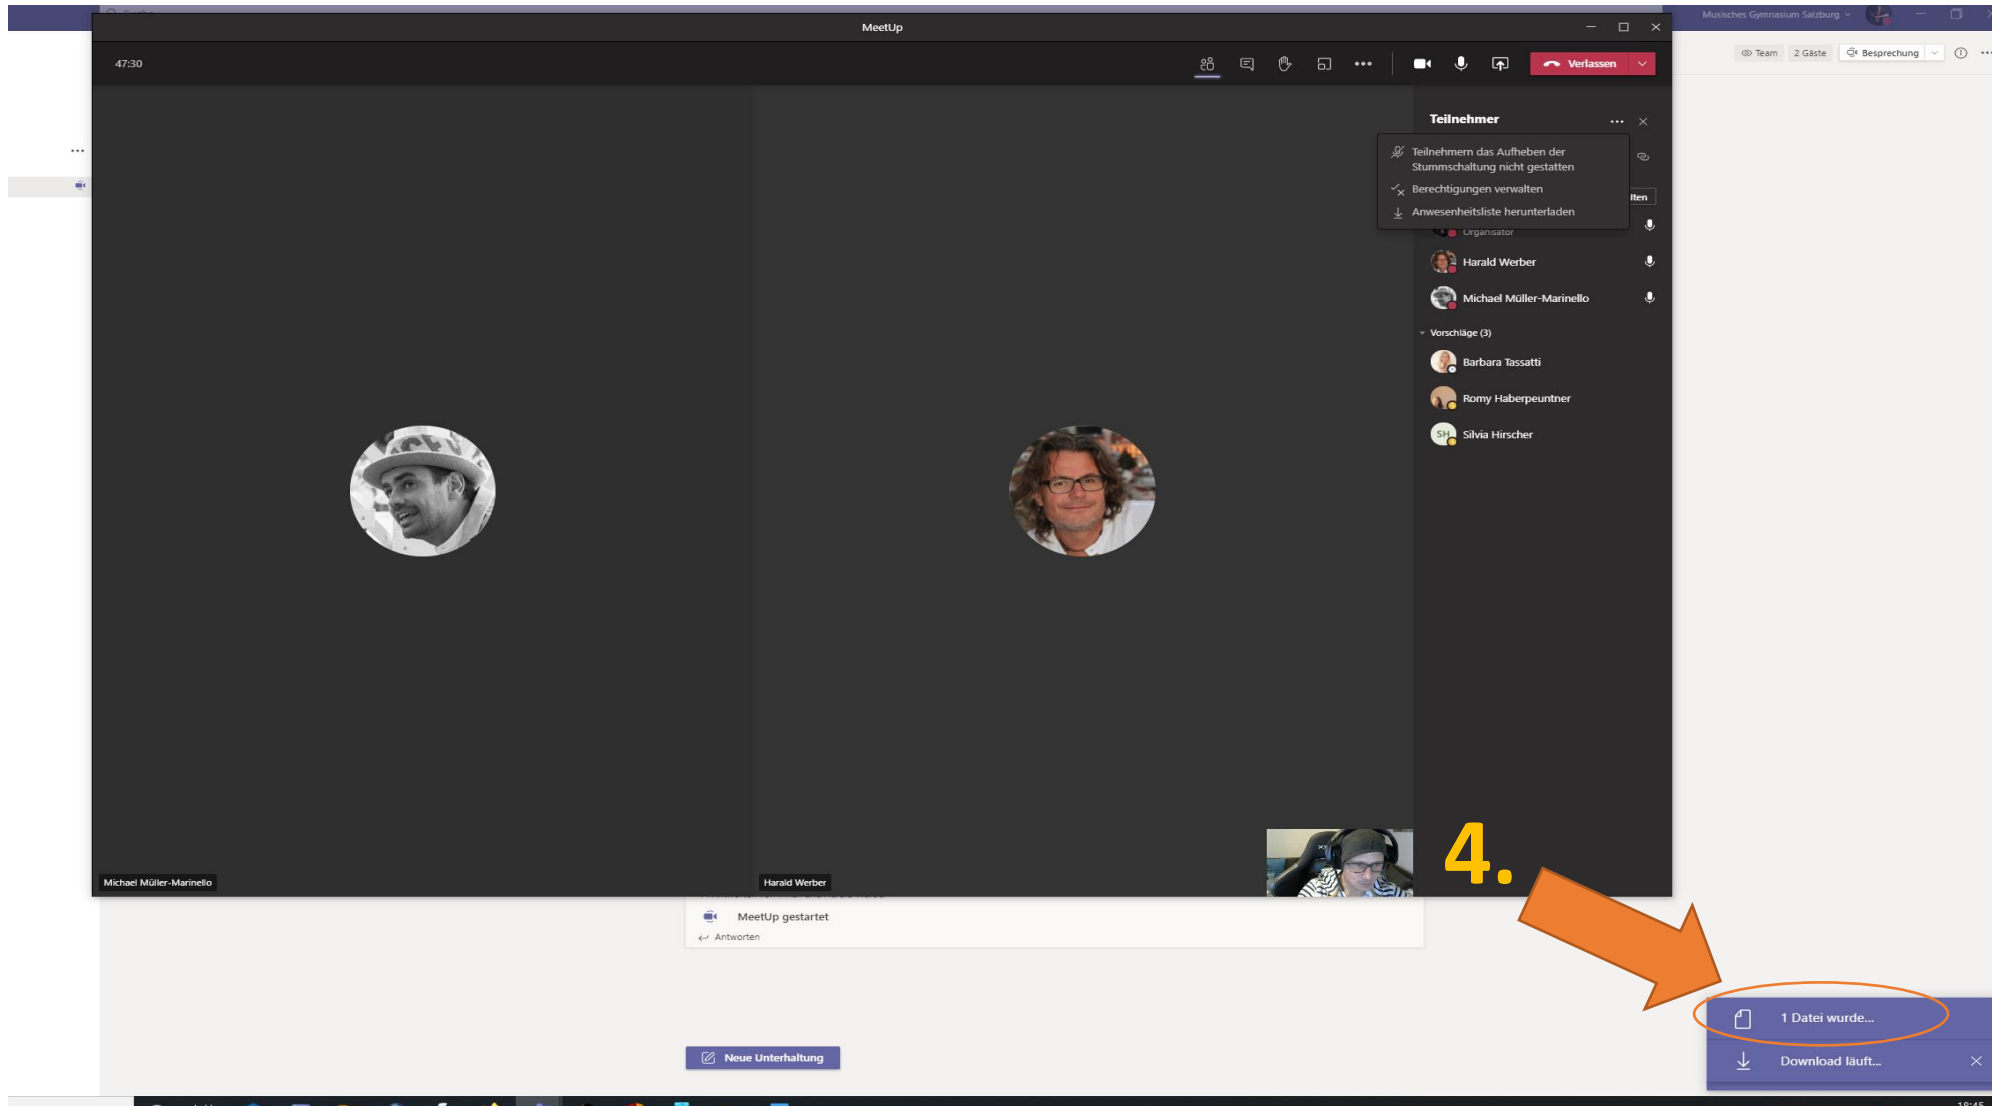 MeetUp
Musisches Gymnasium Salzburg
47:30
Verlassen
Team
2 Gäste
Besprechung
Teilnehmer
Teilnehmern das Aufheben der
Stummschaltung nicht gestatten
Berechtigungen verwalten
Anwesenheitsliste herunterladen
lten
Organisator
Harald Werber
Michael Müller-Marinello
Vorschläge (3)
Barbara Tassatti
Romy Haberpeuntner
SH
Silvia Hirscher
4.
Michael Müller-Marinello
Harald Werber
MeetUp gestartet
Antworten
Neue Unterhaltung
1 Datei wurde...
Download läuft...